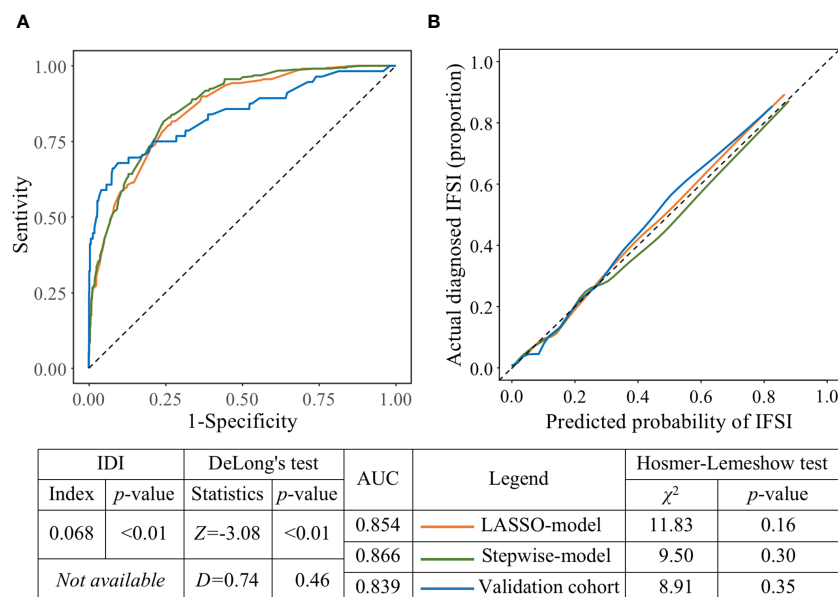 A
B
1.00
0.75
0.50
0.25
0.00
Sentivity
0.00 0.25 0.50 0.75 1.00
1-Specificity
1.0
0.8
0.6
0.4
0.2
0.0
Actual diagnosed IFSI (proportion)
0.0 0.2 0.4 0.6 0.8 1.0
Predicted probability of IFSI
IDI DeLong's test AUC Legend Hosmer-Lemeshow test
Index p-value Statistics p-value χ² p-value
0.068 <0.01 Z=-3.08 <0.01
0.854 LASSO-model 11.83 0.16
0.866 Stepwise-model 9.50 0.30
Not available D=0.74 0.46
0.839 Validation cohort 8.91 0.35